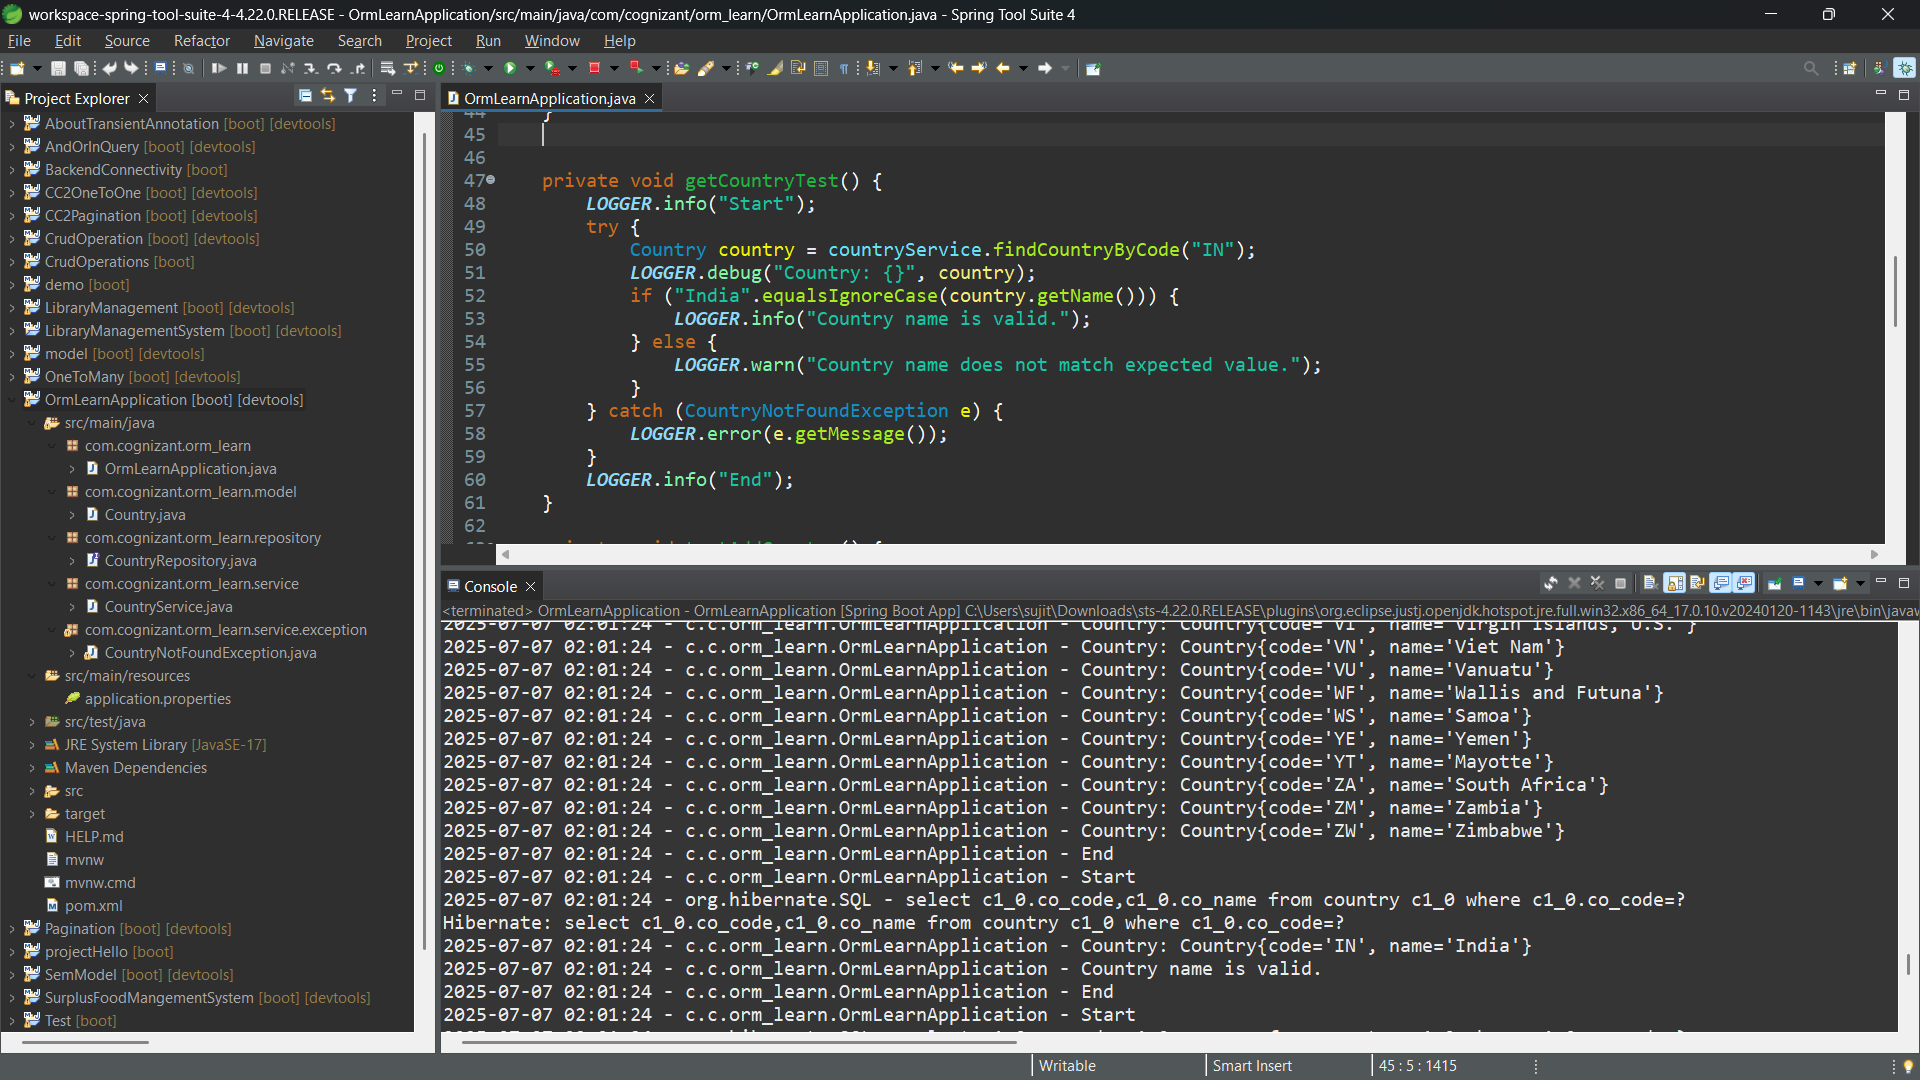 workspace-spring-tool-suite-4-4.22.0.RELEASE - OrmLearnApplication/src/main/java/com/cognizant/orm_learn/OrmLearnApplication.java - Spring Tool Suite 4
File Edit Source Refactor Navigate Search Project Run Window Help
Project Explorer
AboutTransientAnnotation [boot] [devtools]
AndOrInQuery [boot] [devtools]
BackendConnectivity [boot]
CC2OneToOne [boot] [devtools]
CC2Pagination [boot] [devtools]
CrudOperation [boot] [devtools]
CrudOperations [boot]
demo [boot]
LibraryManagement [boot] [devtools]
LibraryManagementSystem [boot] [devtools]
model [boot] [devtools]
OneToMany [boot] [devtools]
OrmLearnApplication [boot] [devtools]
src/main/java
com.cognizant.orm_learn
OrmLearnApplication.java
com.cognizant.orm_learn.model
Country.java
com.cognizant.orm_learn.repository
CountryRepository.java
com.cognizant.orm_learn.service
CountryService.java
com.cognizant.orm_learn.service.exception
CountryNotFoundException.java
src/main/resources
application.properties
src/test/java
JRE System Library [JavaSE-17]
Maven Dependencies
src
target
HELP.md
mvnw
mvnw.cmd
pom.xml
Pagination [boot] [devtools]
projectHello [boot]
SemModel [boot] [devtools]
SurplusFoodMangementSystem [boot] [devtools]
Test [boot]
OrmLearnApplication.java
44 }
45
46
47 private void getCountryTest() {
48 LOGGER.info("Start");
49 try {
50 Country country = countryService.findCountryByCode("IN");
51 LOGGER.debug("Country: {}", country);
52 if ("India".equalsIgnoreCase(country.getName())) {
53 LOGGER.info("Country name is valid.");
54 } else {
55 LOGGER.warn("Country name does not match expected value.");
56 }
57 } catch (CountryNotFoundException e) {
58 LOGGER.error(e.getMessage());
59 }
60 LOGGER.info("End");
61 }
62
Console
<terminated> OrmLearnApplication - OrmLearnApplication [Spring Boot App] C:\Users\sujit\Downloads\sts-4.22.0.RELEASE\plugins\org.eclipse.justj.openjdk.hotspot.jre.full.win32.x86_64_17.0.10.v20240120-1143\jre\bin\javaw
2025-07-07 02:01:24 - c.c.orm_learn.OrmLearnApplication - Country: Country{code='VI', name='Virgin Islands, U.S.'}
2025-07-07 02:01:24 - c.c.orm_learn.OrmLearnApplication - Country: Country{code='VN', name='Viet Nam'}
2025-07-07 02:01:24 - c.c.orm_learn.OrmLearnApplication - Country: Country{code='VU', name='Vanuatu'}
2025-07-07 02:01:24 - c.c.orm_learn.OrmLearnApplication - Country: Country{code='WF', name='Wallis and Futuna'}
2025-07-07 02:01:24 - c.c.orm_learn.OrmLearnApplication - Country: Country{code='WS', name='Samoa'}
2025-07-07 02:01:24 - c.c.orm_learn.OrmLearnApplication - Country: Country{code='YE', name='Yemen'}
2025-07-07 02:01:24 - c.c.orm_learn.OrmLearnApplication - Country: Country{code='YT', name='Mayotte'}
2025-07-07 02:01:24 - c.c.orm_learn.OrmLearnApplication - Country: Country{code='ZA', name='South Africa'}
2025-07-07 02:01:24 - c.c.orm_learn.OrmLearnApplication - Country: Country{code='ZM', name='Zambia'}
2025-07-07 02:01:24 - c.c.orm_learn.OrmLearnApplication - Country: Country{code='ZW', name='Zimbabwe'}
2025-07-07 02:01:24 - c.c.orm_learn.OrmLearnApplication - End
2025-07-07 02:01:24 - c.c.orm_learn.OrmLearnApplication - Start
2025-07-07 02:01:24 - org.hibernate.SQL - select c1_0.co_code,c1_0.co_name from country c1_0 where c1_0.co_code=?
Hibernate: select c1_0.co_code,c1_0.co_name from country c1_0 where c1_0.co_code=?
2025-07-07 02:01:24 - c.c.orm_learn.OrmLearnApplication - Country: Country{code='IN', name='India'}
2025-07-07 02:01:24 - c.c.orm_learn.OrmLearnApplication - Country name is valid.
2025-07-07 02:01:24 - c.c.orm_learn.OrmLearnApplication - End
2025-07-07 02:01:24 - c.c.orm_learn.OrmLearnApplication - Start
Writable Smart Insert 45 : 5 : 1415